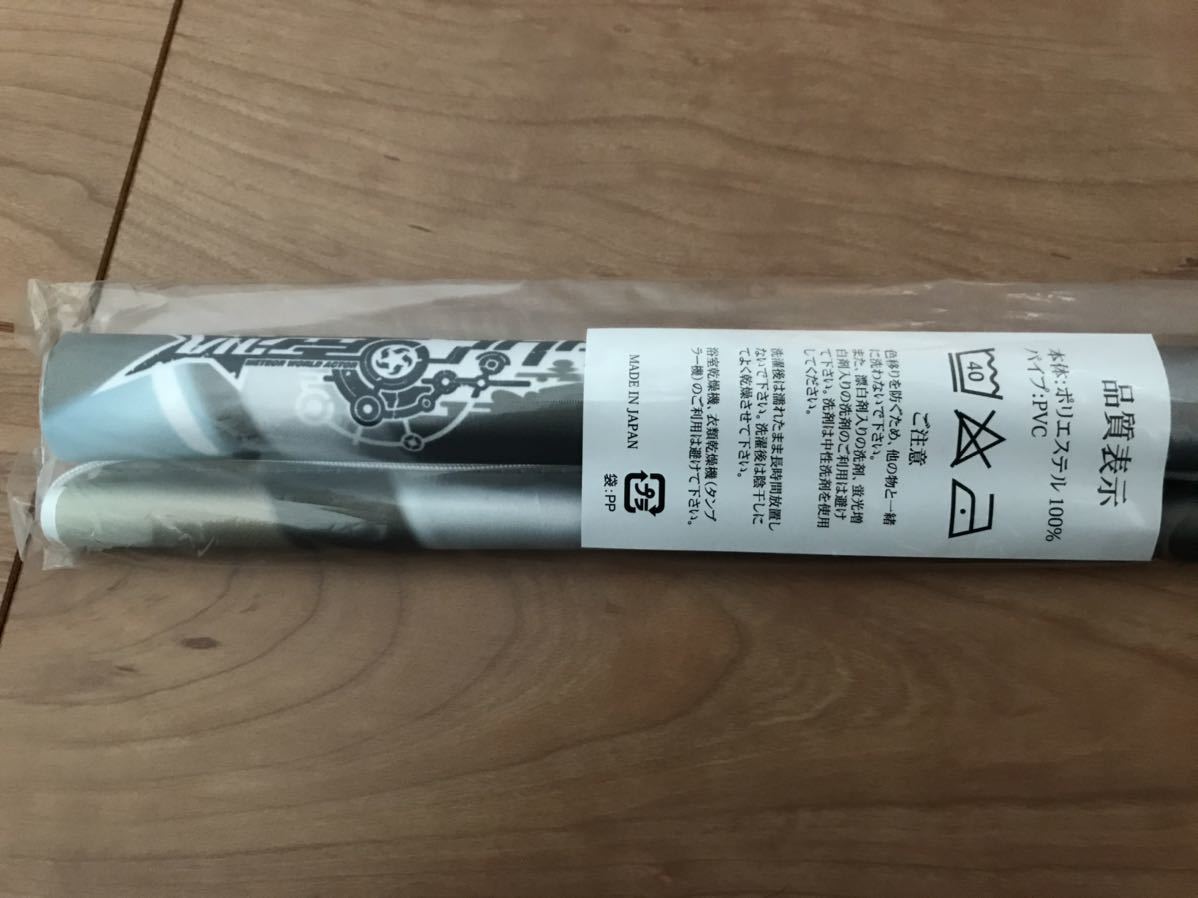 品質表示
本体:ポリエステル 100%
パイプ:PVC
40
ご注意
色移りを防ぐため、他の物と一緒
に洗わないで下さい。
また、漂白剤入りの洗剤、蛍光増
白剤入りの洗剤のご利用は避け
て下さい。洗剤は中性洗剤を使用
してください。
洗濯後は濡れたまま長時間放置し
ないで下さい。洗濯後は陰干しに
てよく乾燥させて下さい。
浴室乾燥機、衣類乾燥機(タンブ
ラー機)のご利用は避けて下さい。
MADE IN JAPAN
プラ
袋:PP
METEOR WORLD ACTOR